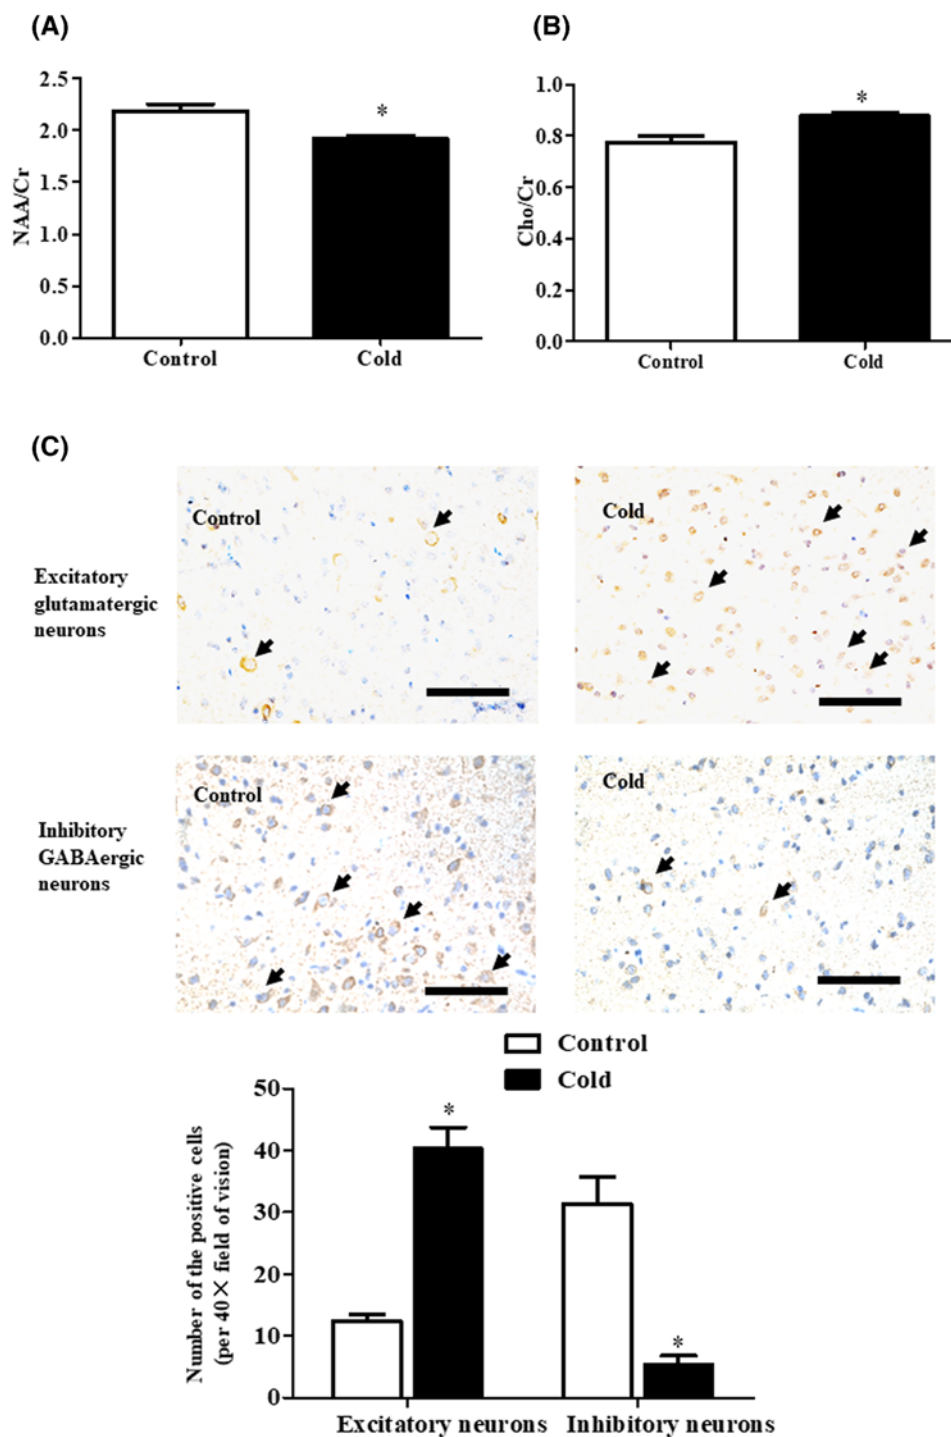 (A)
(B)
2.5
2.0
1.5
1.0
0.5
0.0
NAA/Cr
Control
Cold
*
1.0
0.8
0.6
0.4
0.2
0.0
Cho/Cr
Control
Cold
*
(C)
Control
Cold
Excitatory
glutamatergic
neurons
Control
Cold
Inhibitory
GABAergic
neurons
Control
Cold
50
40
30
20
10
0
Number of the positive cells
(per 40× field of vision)
*
*
Excitatory neurons
Inhibitory neurons